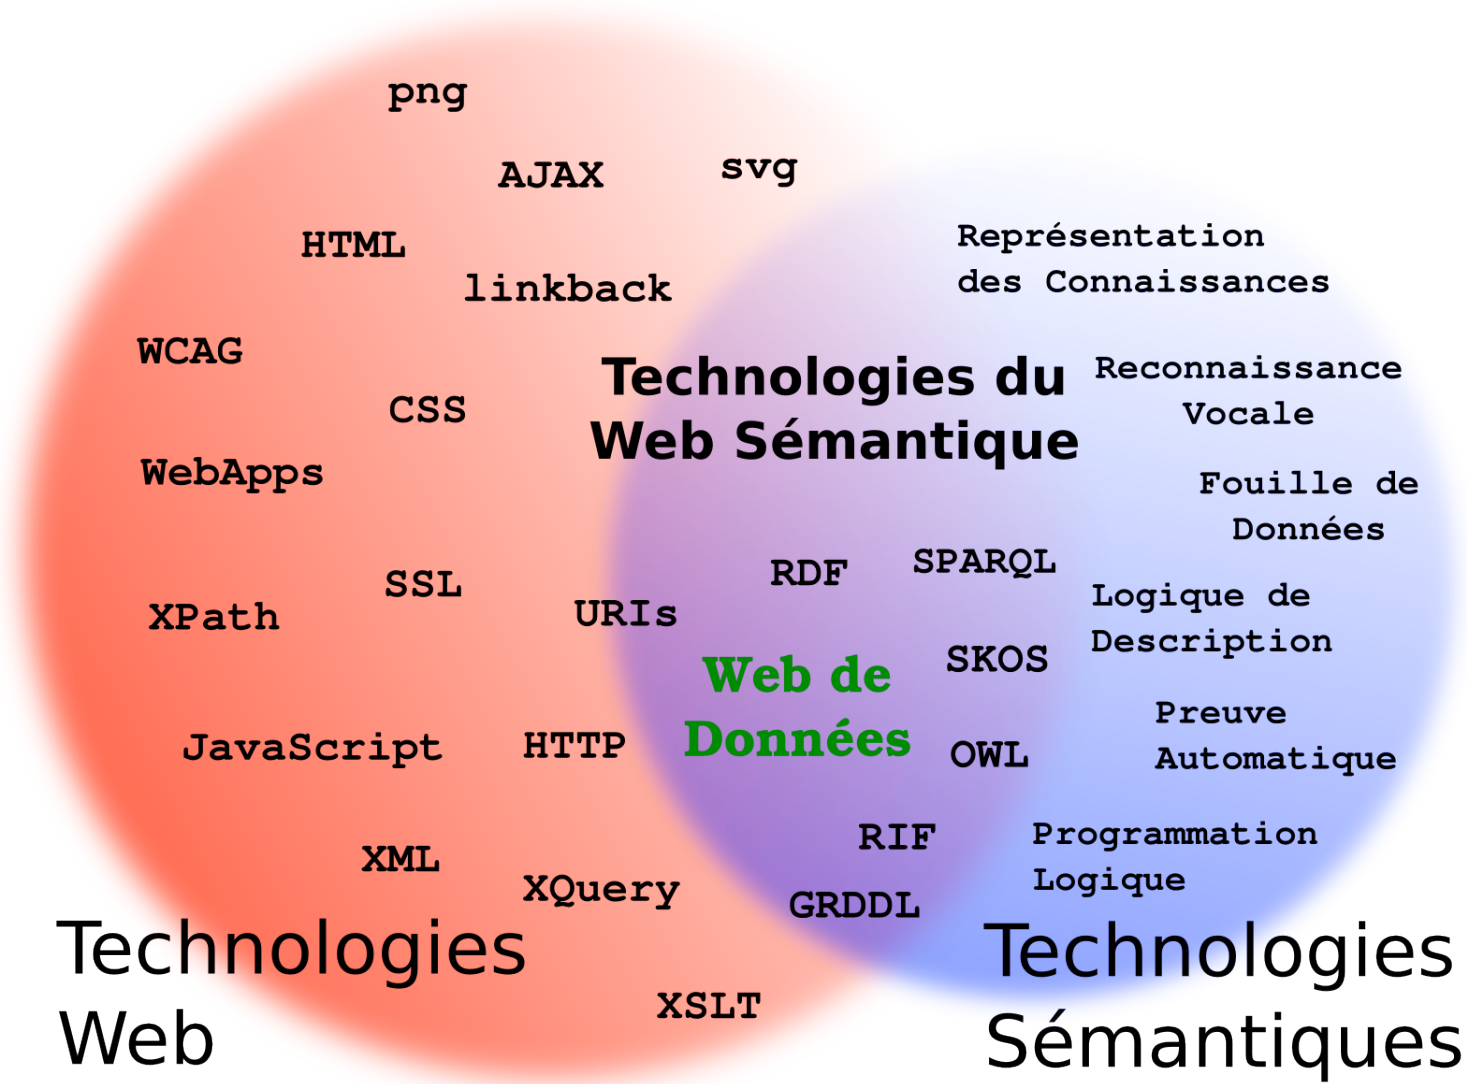 png
AJAX
svg
HTML
linkback
WCAG
CSS
WebApps
SSL
XPath
URIs
JavaScript
HTTP
XML
XQuery
XSLT
Technologies
Web
Technologies du
Web Sémantique
RDF
SPARQL
SKOS
Web de
Données
OWL
RIF
GRDDL
Représentation
des Connaissances
Reconnaissance
Vocale
Fouille de
Données
Logique de
Description
Preuve
Automatique
Programmation
Logique
Technologies
Sémantiques